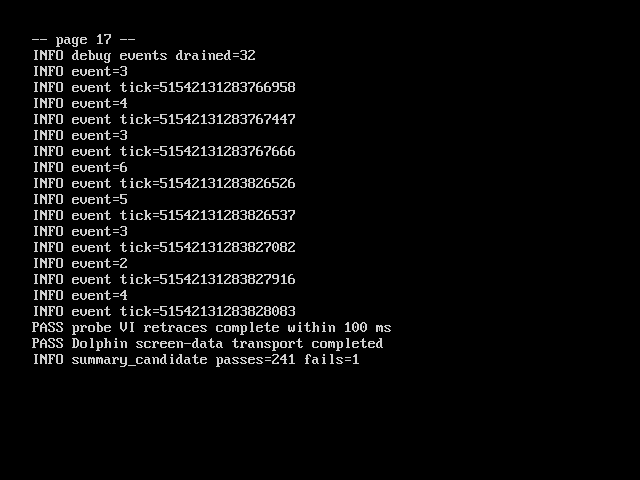 -- page 17 --
INFO debug events drained=32
INFO event=3
INFO event tick=51542131283766958
INFO event=4
INFO event tick=51542131283767447
INFO event=3
INFO event tick=51542131283767666
INFO event=6
INFO event tick=51542131283826526
INFO event=5
INFO event tick=51542131283826537
INFO event=3
INFO event tick=51542131283827082
INFO event=2
INFO event tick=51542131283827916
INFO event=4
INFO event tick=51542131283828083
PASS probe VI retraces complete within 100 ms
PASS Dolphin screen-data transport completed
INFO summary_candidate passes=241 fails=1